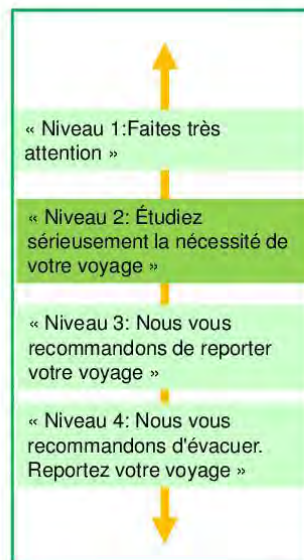 « Niveau 1:Faites très
attention »
« Niveau 2: Étudiez
sérieusement la nécessité de
votre voyage »
« Niveau 3: Nous vous
recommandons de reporter
votre voyage »
« Niveau 4: Nous vous
recommandons d'évacuer.
Reportez votre voyage »